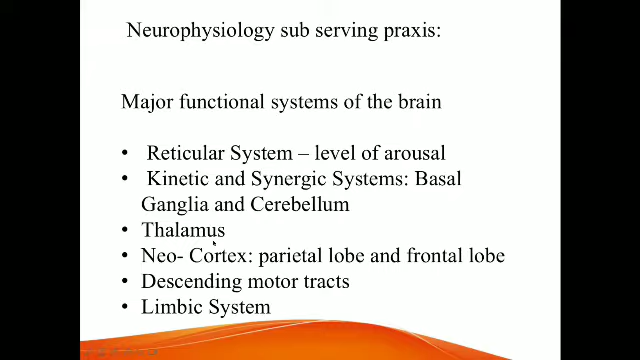 Neurophysiology sub serving praxis:
Major functional systems of the brain
• Reticular System – level of arousal
• Kinetic and Synergic Systems: Basal
Ganglia and Cerebellum
• Thalamus
• Neo- Cortex: parietal lobe and frontal lobe
• Descending motor tracts
• Limbic System